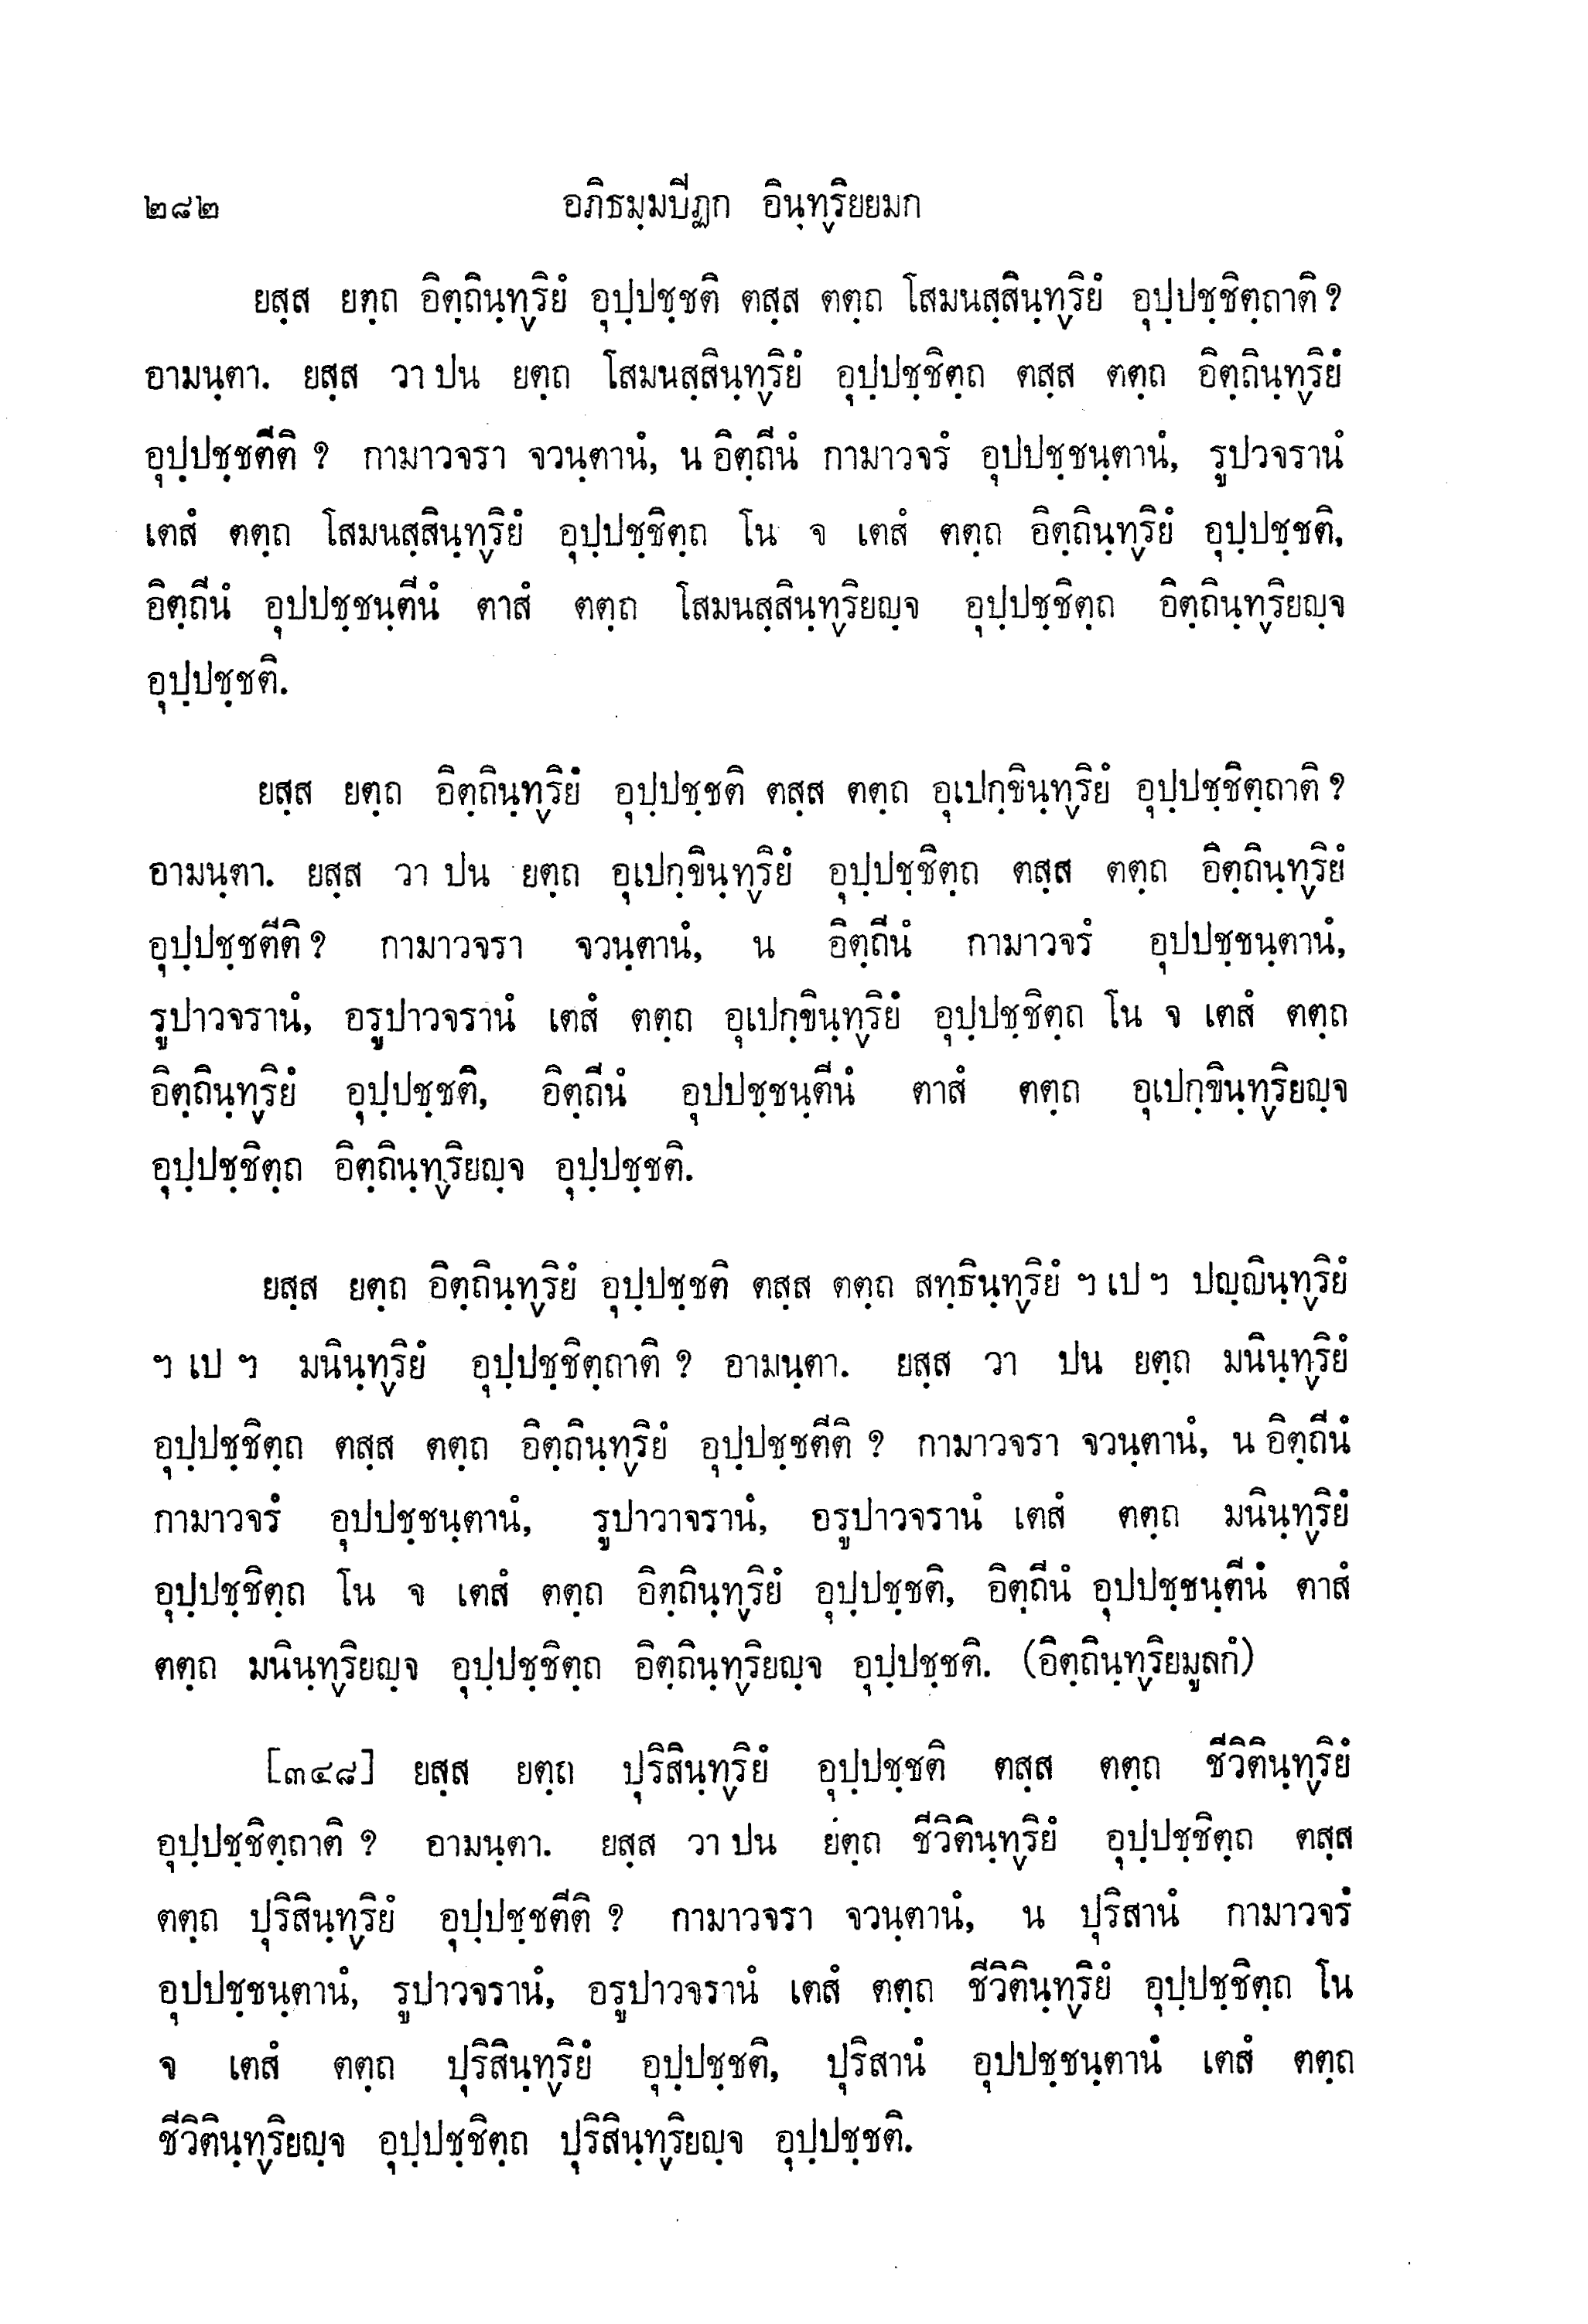 ๒๘๒ อภิธมฺมบีฏก อินฺทฺริยยมก
ยสฺส ยตฺถ อิตฺถินฺทฺริยํ อุปฺปชฺชติ ตสฺส ตตฺถ โสมนสฺสินฺทฺริยํ อุปฺปชฺชิตฺถาติ ?
อามนฺตา. ยสฺส วา ปน ยตฺถ โสมนสฺสินฺทฺริยํ อุปฺปชฺชิตฺถ ตสฺส ตตฺถ อิตฺถินฺทฺริยํ
อุปฺปชฺชตีติ ? กามาวจรา จวนฺตานํ, น อิตฺถีนํ กามาวจรํ อุปปชฺชนฺตานํ, รูปวจรานํ
เตสํ ตตฺถ โสมนสฺสินฺทฺริยํ อุปฺปชฺชิตฺถ โน จ เตสํ ตตฺถ อิตฺถินฺทฺริยํ อุปฺปชฺชติ,
อิตฺถีนํ อุปปชฺชนฺตีนํ ตาสํ ตตฺถ โสมนสฺสินฺทฺริยญฺจ อุปฺปชฺชิตฺถ อิตฺถินฺทฺริยญฺจ
อุปฺปชฺชติ.
ยสฺส ยตฺถ อิตฺถินฺทฺริยํ อุปฺปชฺชติ ตสฺส ตตฺถ อุเปกฺขินฺทฺริยํ อุปฺปชฺชิตฺถาติ ?
อามนฺตา. ยสฺส วา ปน ยตฺถ อุเปกฺขินฺทฺริยํ อุปฺปชฺชิตฺถ ตสฺส ตตฺถ อิตฺถินฺทฺริยํ
อุปฺปชฺชตีติ ? กามาวจรา จวนฺตานํ, น อิตฺถีนํ กามาวจรํ อุปปชฺชนฺตานํ,
รูปาวจรานํ, อรูปาวจรานํ เตสํ ตตฺถ อุเปกฺขินฺทฺริยํ อุปฺปชฺชิตฺถ โน จ เตสํ ตตฺถ
อิตฺถินฺทฺริยํ อุปฺปชฺชติ, อิตฺถีนํ อุปปชฺชนฺตีนํ ตาสํ ตตฺถ อุเปกฺขินฺทฺริยญฺจ
อุปฺปชฺชิตฺถ อิตฺถินฺทฺริยญฺจ อุปฺปชฺชติ.
ยสฺส ยตฺถ อิตฺถินฺทฺริยํ อุปฺปชฺชติ ตสฺส ตตฺถ สทฺธินฺทฺริยํ ฯ เป ฯ ปญฺญินฺทฺริยํ
ฯ เป ฯ มนินฺทฺริยํ อุปฺปชฺชิตฺถาติ ? อามนฺตา. ยสฺส วา ปน ยตฺถ มนินฺทฺริยํ
อุปฺปชฺชิตฺถ ตสฺส ตตฺถ อิตฺถินฺทฺริยํ อุปฺปชฺชตีติ ? กามาวจรา จวนฺตานํ, น อิตฺถีนํ
กามาวจรํ อุปปชฺชนฺตานํ, รูปาวาจรานํ, อรูปาวจรานํ เตสํ ตตฺถ มนินฺทฺริยํ
อุปฺปชฺชิตฺถ โน จ เตสํ ตตฺถ อิตฺถินฺทฺริยํ อุปฺปชฺชติ, อิตฺถีนํ อุปปชฺชนฺตีนํ ตาสํ
ตตฺถ มนินฺทฺริยญฺจ อุปฺปชฺชิตฺถ อิตฺถินฺทฺริยญฺจ อุปฺปชฺชติ. (อิตฺถินฺทฺริยมูลกํ)
[๓๔๘] ยสฺส ยตฺถ ปุริสินฺทฺริยํ อุปฺปชฺชติ ตสฺส ตตฺถ ชีวิตินฺทฺริยํ
อุปฺปชฺชิตฺถาติ ? อามนฺตา. ยสฺส วา ปน ยตฺถ ชีวิตินฺทฺริยํ อุปฺปชฺชิตฺถ ตสฺส
ตตฺถ ปุริสินฺทฺริยํ อุปฺปชฺชตีติ ? กามาวจรา จวนฺตานํ, น ปุริสานํ กามาวจรํ
อุปปชฺชนฺตานํ, รูปาวจรานํ, อรูปาวจรานํ เตสํ ตตฺถ ชีวิตินฺทฺริยํ อุปฺปชฺชิตฺถ โน
จ เตสํ ตตฺถ ปุริสินฺทฺริยํ อุปฺปชฺชติ, ปุริสานํ อุปปชฺชนฺตานํ เตสํ ตตฺถ
ชีวิตินฺทฺริยญฺจ อุปฺปชฺชิตฺถ ปุริสินฺทฺริยญฺจ อุปฺปชฺชติ.